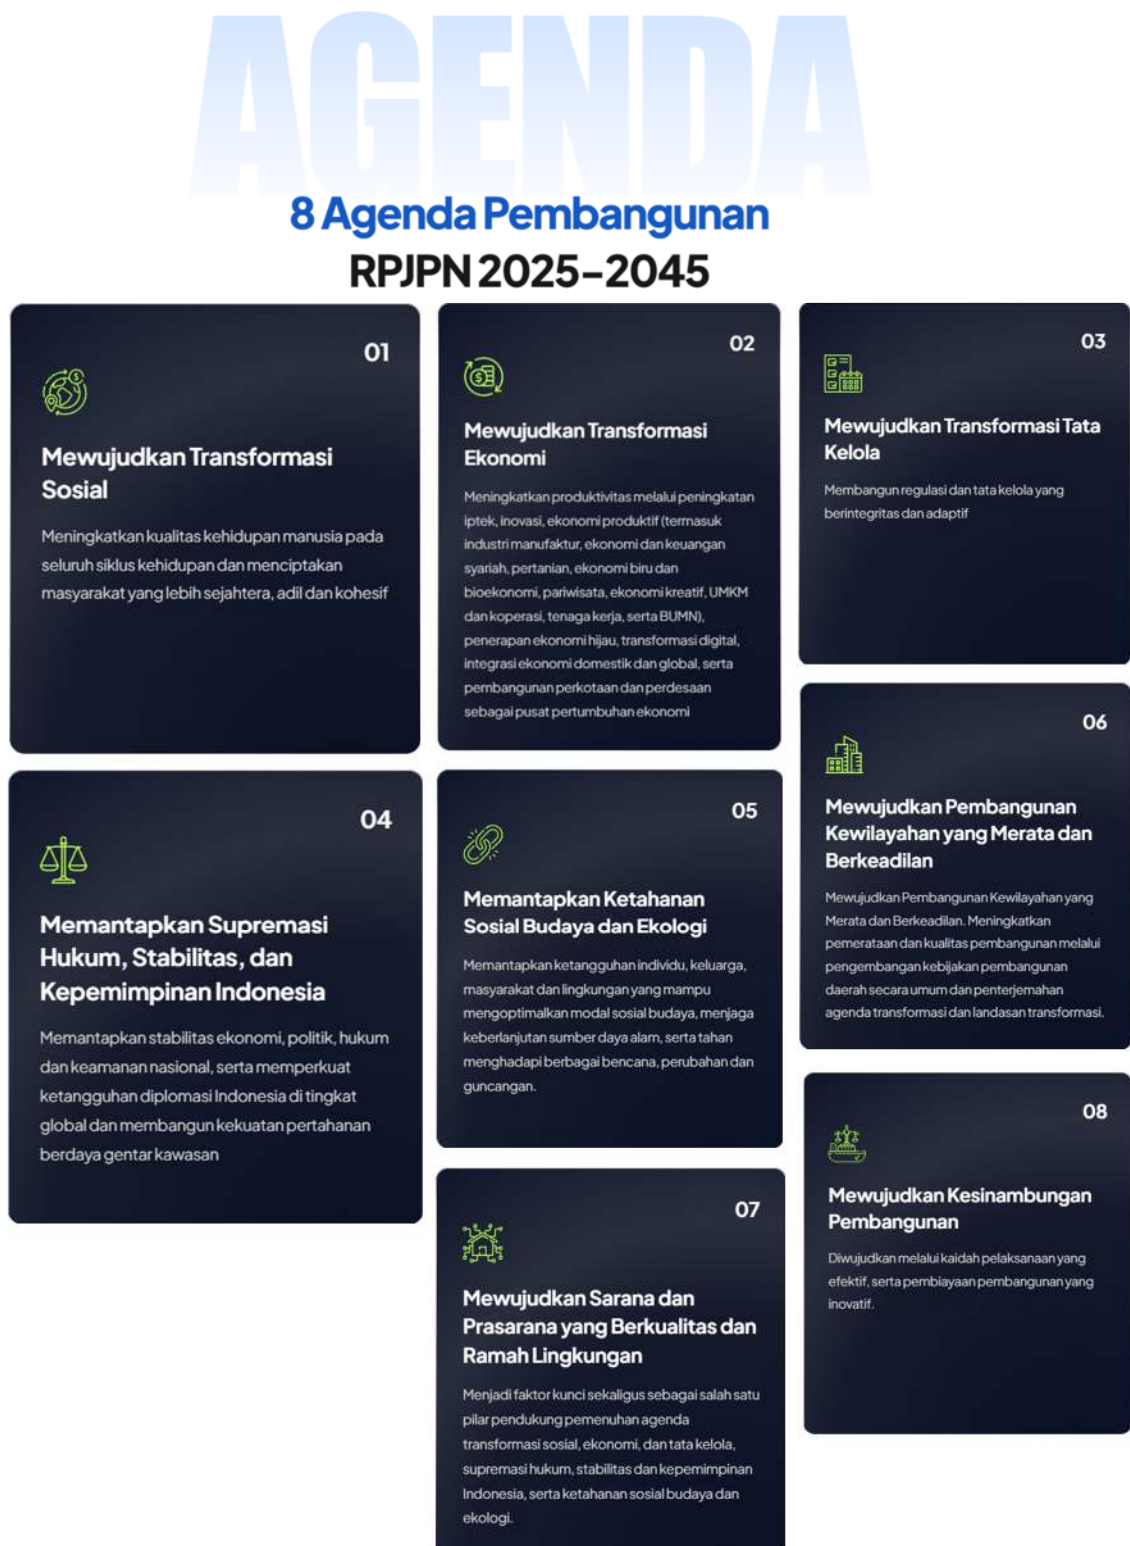 AGENDA
8 Agenda Pembangunan
RPJPN 2025–2045
01
Mewujudkan Transformasi
Sosial
Meningkatkan kualitas kehidupan manusia pada
seluruh siklus kehidupan dan menciptakan
masyarakat yang lebih sejahtera, adil dan kohesif
02
Mewujudkan Transformasi
Ekonomi
Meningkatkan produktivitas melalui peningkatan
iptek, inovasi, ekonomi produktif (termasuk
industri manufaktur, ekonomi dan keuangan
syariah, pertanian, ekonomi biru dan
bioekonomi, pariwisata, ekonomi kreatif, UMKM
dan koperasi, tenaga kerja, serta BUMN),
penerapan ekonomi hijau, transformasi digital,
integrasi ekonomi domestik dan global, serta
pembangunan perkotaan dan perdesaan
sebagai pusat pertumbuhan ekonomi
03
Mewujudkan Transformasi Tata
Kelola
Membangun regulasi dan tata kelola yang
berintegritas dan adaptif
04
Memantapkan Supremasi
Hukum, Stabilitas, dan
Kepemimpinan Indonesia
Memantapkan stabilitas ekonomi, politik, hukum
dan keamanan nasional, serta memperkuat
ketangguhan diplomasi Indonesia di tingkat
global dan membangun kekuatan pertahanan
berdaya gentar kawasan
05
Memantapkan Ketahanan
Sosial Budaya dan Ekologi
Memantapkan ketangguhan individu, keluarga,
masyarakat dan lingkungan yang mampu
mengoptimalkan modal sosial budaya, menjaga
keberlanjutan sumber daya alam, serta tahan
menghadapi berbagai bencana, perubahan dan
guncangan.
06
Mewujudkan Pembangunan
Kewilayahan yang Merata dan
Berkeadilan
Mewujudkan Pembangunan Kewilayahan yang
Merata dan Berkeadilan. Meningkatkan
pemerataan dan kualitas pembangunan melalui
pengembangan kebijakan pembangunan
daerah secara umum dan penterjemahan
agenda transformasi dan landasan transformasi.
07
Mewujudkan Sarana dan
Prasarana yang Berkualitas dan
Ramah Lingkungan
Menjadi faktor kunci sekaligus sebagai salah satu
pilar pendukung pemenuhan agenda
transformasi sosial, ekonomi, dan tata kelola,
supremasi hukum, stabilitas dan kepemimpinan
Indonesia, serta ketahanan sosial budaya dan
ekologi.
08
Mewujudkan Kesinambungan
Pembangunan
Diwujudkan melalui kaidah pelaksanaan yang
efektif, serta pembiayaan pembangunan yang
inovatif.